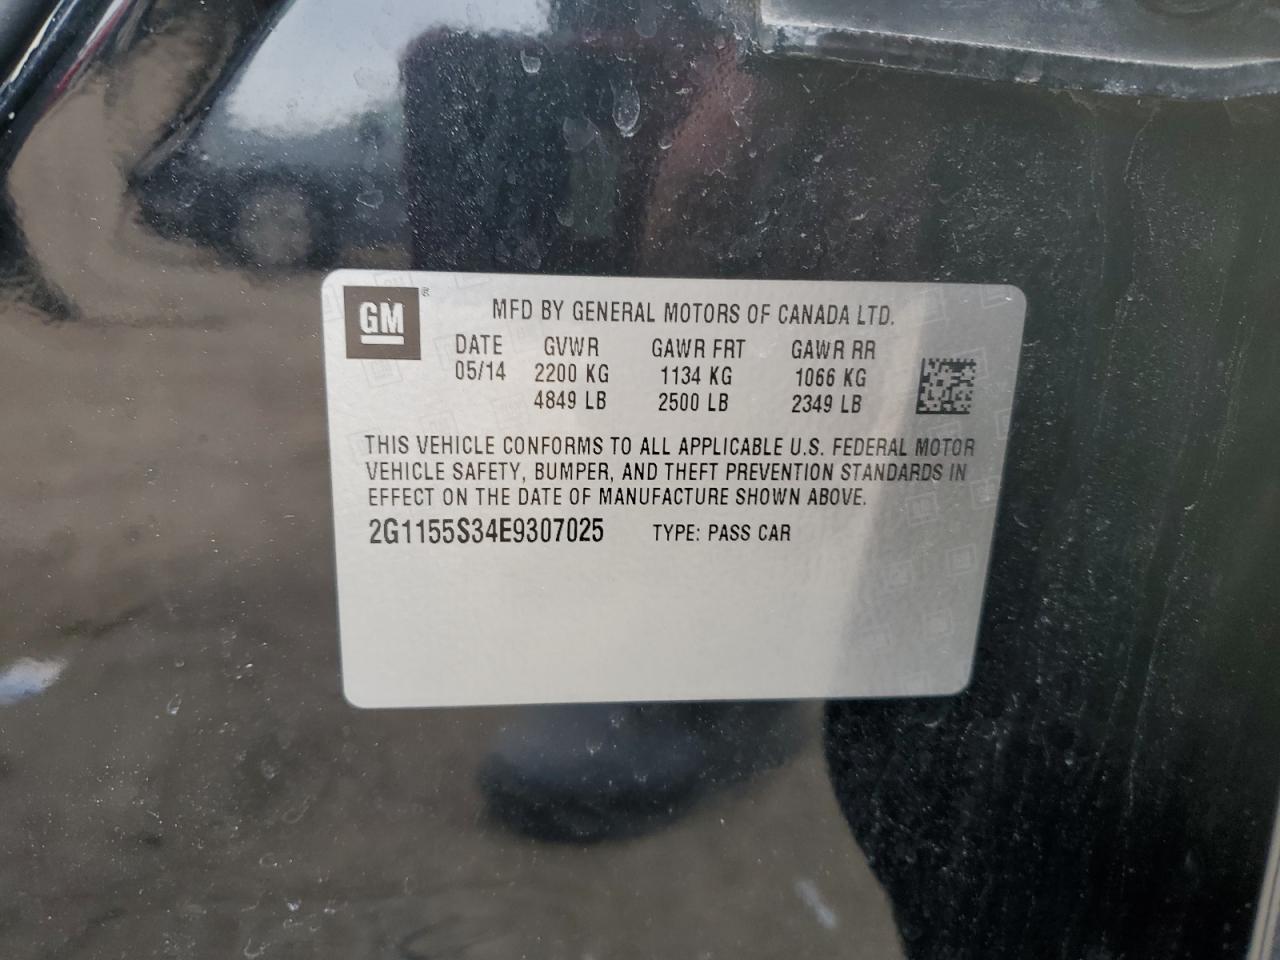 GM ®
MFD BY GENERAL MOTORS OF CANADA LTD.
DATE GVWR GAWR FRT GAWR RR
05/14 2200 KG 1134 KG 1066 KG
4849 LB 2500 LB 2349 LB
THIS VEHICLE CONFORMS TO ALL APPLICABLE U.S. FEDERAL MOTOR
VEHICLE SAFETY, BUMPER, AND THEFT PREVENTION STANDARDS IN
EFFECT ON THE DATE OF MANUFACTURE SHOWN ABOVE.
2G1155S34E9307025 TYPE: PASS CAR